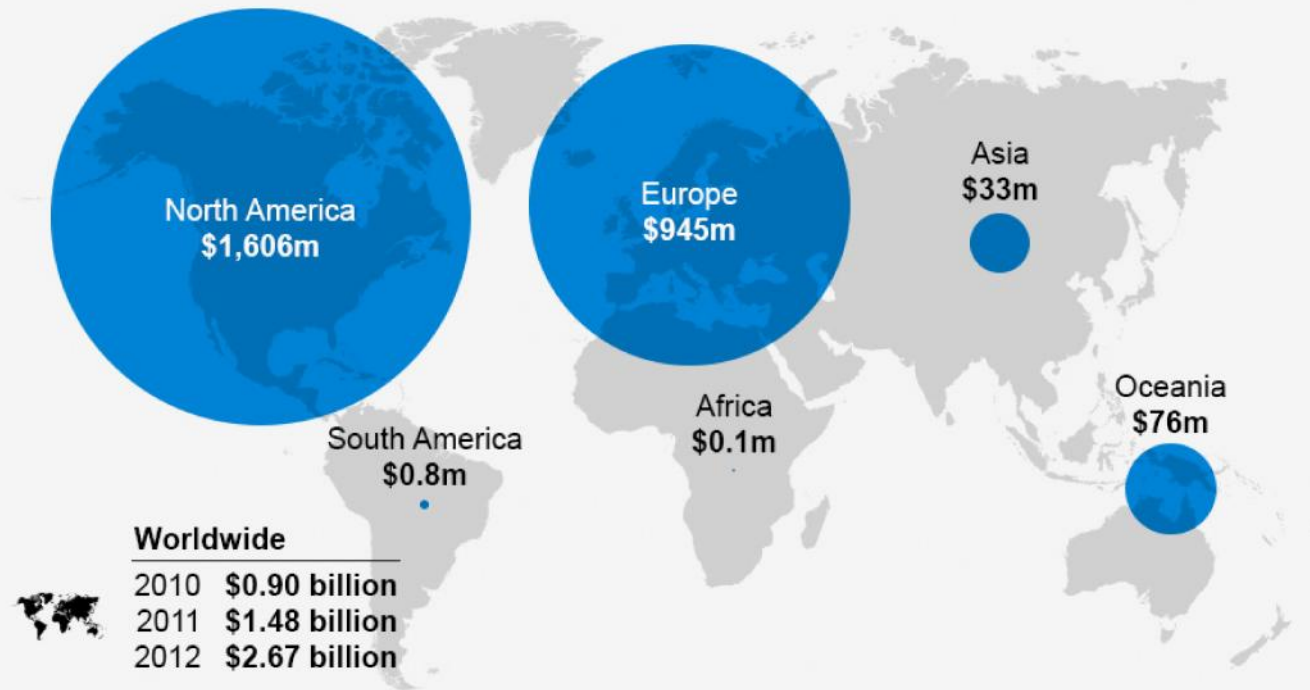 North America
$1,606m
Europe
$945m
Asia
$33m
Oceania
$76m
Africa
$0.1m
South America
$0.8m
Worldwide
2010 $0.90 billion
2011 $1.48 billion
2012 $2.67 billion